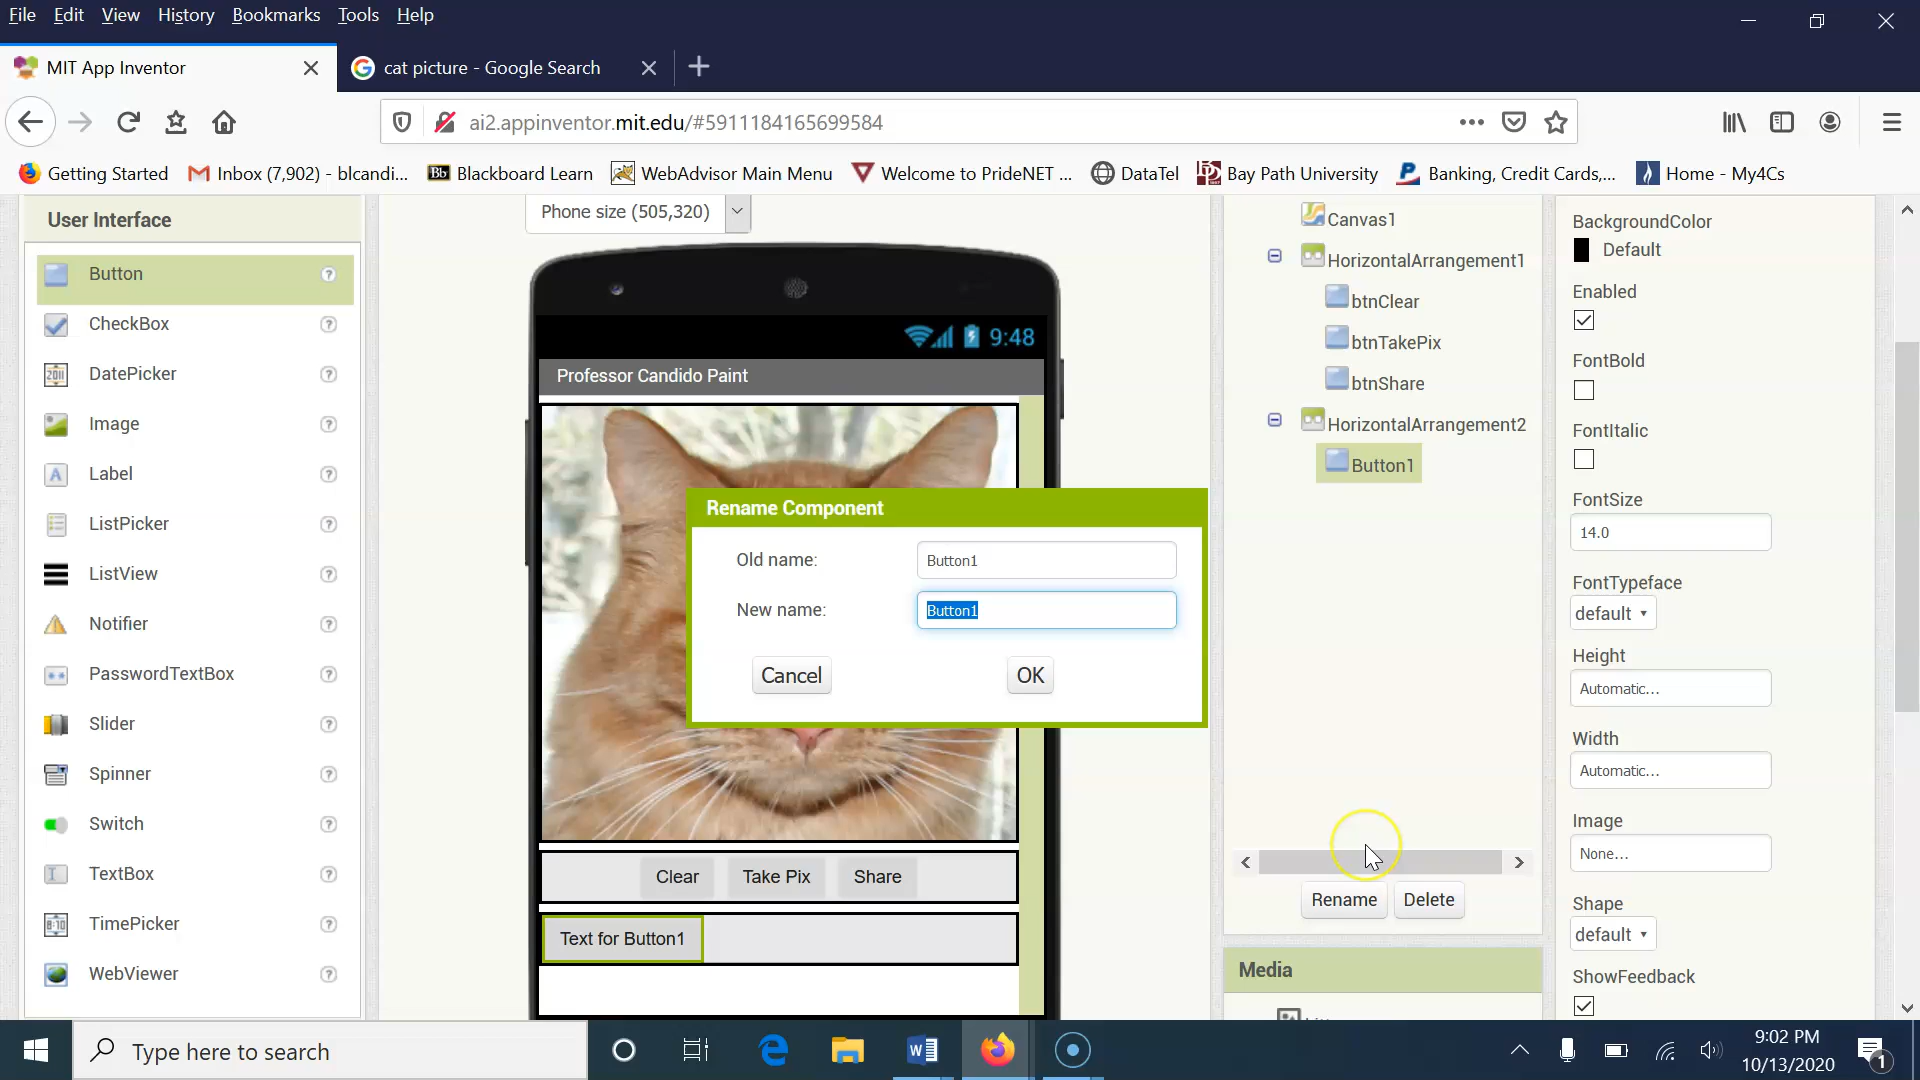 File Edit View History Bookmarks Tools Help
MIT App Inventor
cat picture - Google Search
ai2.appinventor.mit.edu/#5911184165699584
Getting Started
Inbox (7,902) - blcandi...
Bb Blackboard Learn
WebAdvisor Main Menu
Welcome to PrideNET ...
DataTel
Bay Path University
Banking, Credit Cards,...
Home - My4Cs
User Interface
Button
CheckBox
DatePicker
Image
Label
ListPicker
ListView
Notifier
PasswordTextBox
Slider
Spinner
Switch
TextBox
TimePicker
WebViewer
Phone size (505,320)
9:48
Professor Candido Paint
Clear Take Pix Share
Text for Button1
Rename Component
Old name: Button1
New name: Button1
Cancel OK
Canvas1
HorizontalArrangement1
btnClear
btnTakePix
btnShare
HorizontalArrangement2
Button1
Rename Delete
Media
BackgroundColor
Default
Enabled
FontBold
FontItalic
FontSize
14.0
FontTypeface
default
Height
Automatic...
Width
Automatic...
Image
None...
Shape
default
ShowFeedback
Type here to search
9:02 PM
10/13/2020
1